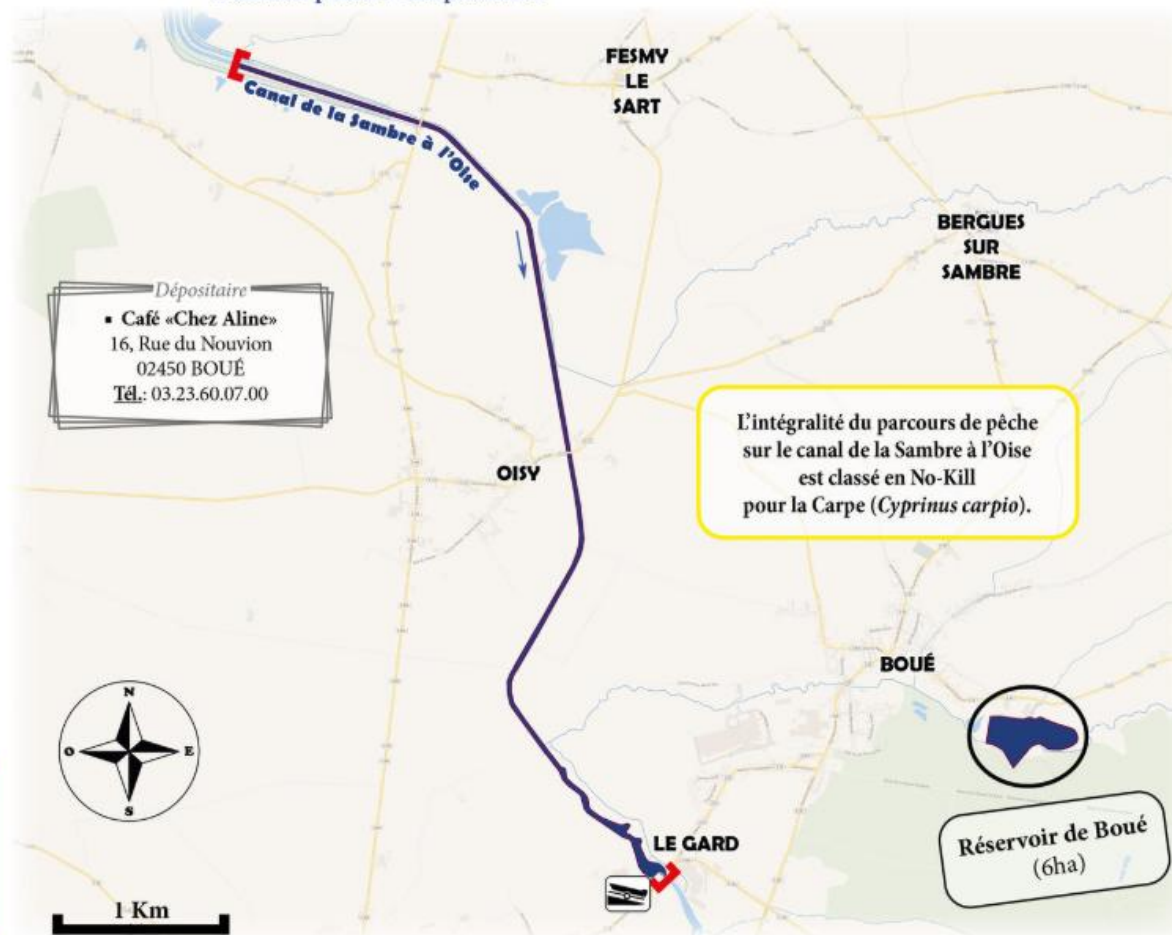 FESMY
LE
SART
Canal de la Sambre à l'Oise
BERGUES
SUR
SAMBRE
Dépositaire
▪ Café «Chez Aline»
16, Rue du Nouvion
02450 BOUÉ
Tél.: 03.23.60.07.00
L'intégralité du parcours de pêche
sur le canal de la Sambre à l'Oise
est classé en No-Kill
pour la Carpe (Cyprinus carpio).
OISY
BOUÉ
N
O
E
S
LE GARD
Réservoir de Boué
(6ha)
1 Km